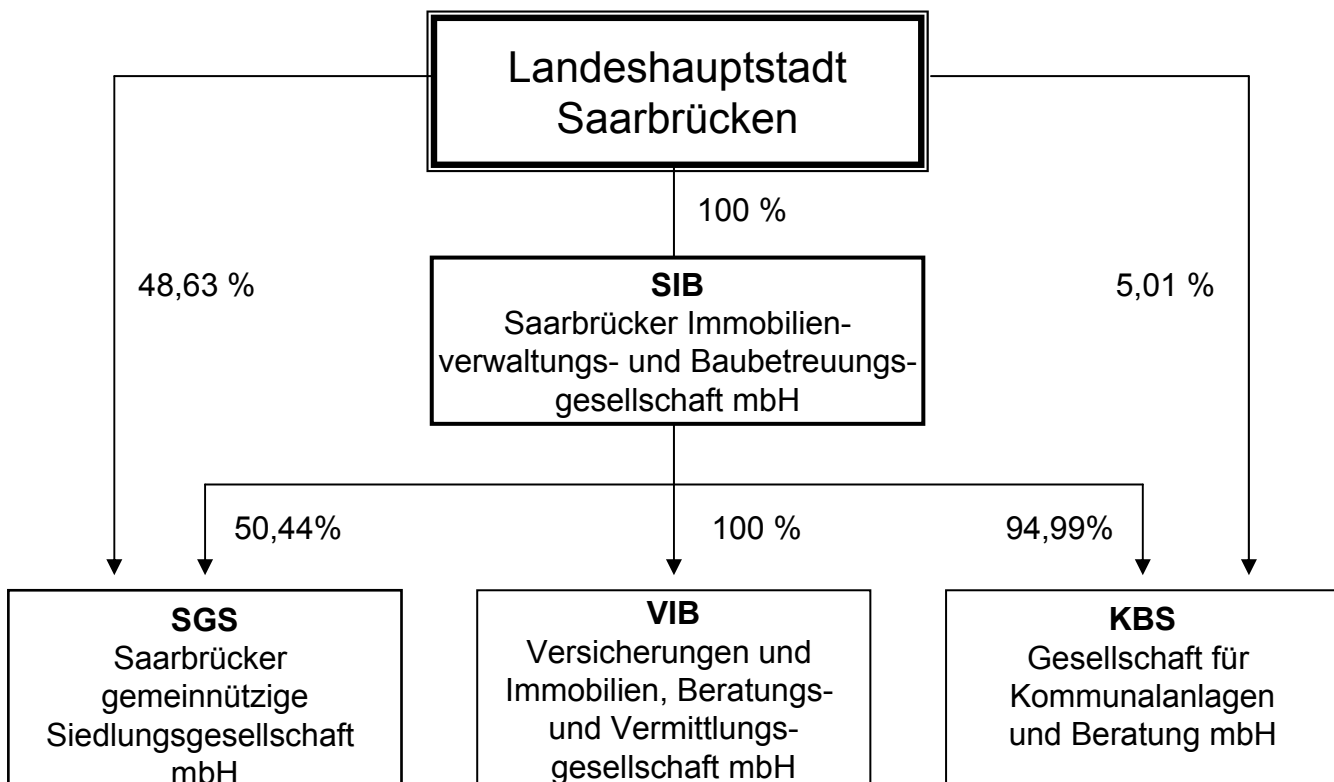 Landeshauptstadt
Saarbrücken
100 %
48,63 %
5,01 %
SIB
Saarbrücker Immobilien-
verwaltungs- und Baubetreuungs-
gesellschaft mbH
50,44%
100 %
94,99%
SGS
Saarbrücker
gemeinnützige
Siedlungsgesellschaft
mbH
VIB
Versicherungen und
Immobilien, Beratungs-
und Vermittlungs-
gesellschaft mbH
KBS
Gesellschaft für
Kommunalanlagen
und Beratung mbH